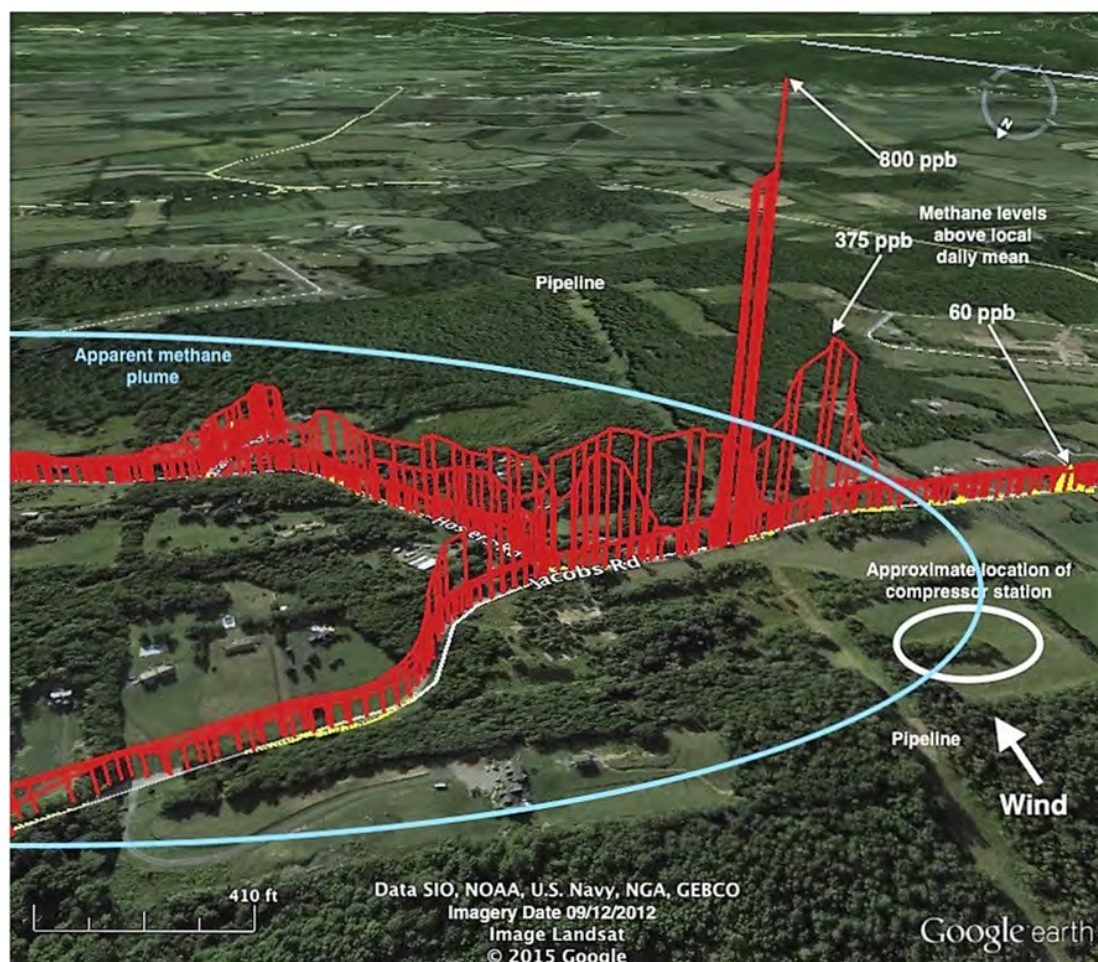 800 ppb
N
Methane levels
above local
daily mean
375 ppb
Pipeline
60 ppb
Apparent methane
plume
Jacobs Rd
Approximate location of
compressor station
Pipeline
Wind
410 ft
Data SIO, NOAA, U.S. Navy, NGA, GEBCO
Imagery Date 09/12/2012
Image Landsat
© 2015 Google
Google earth